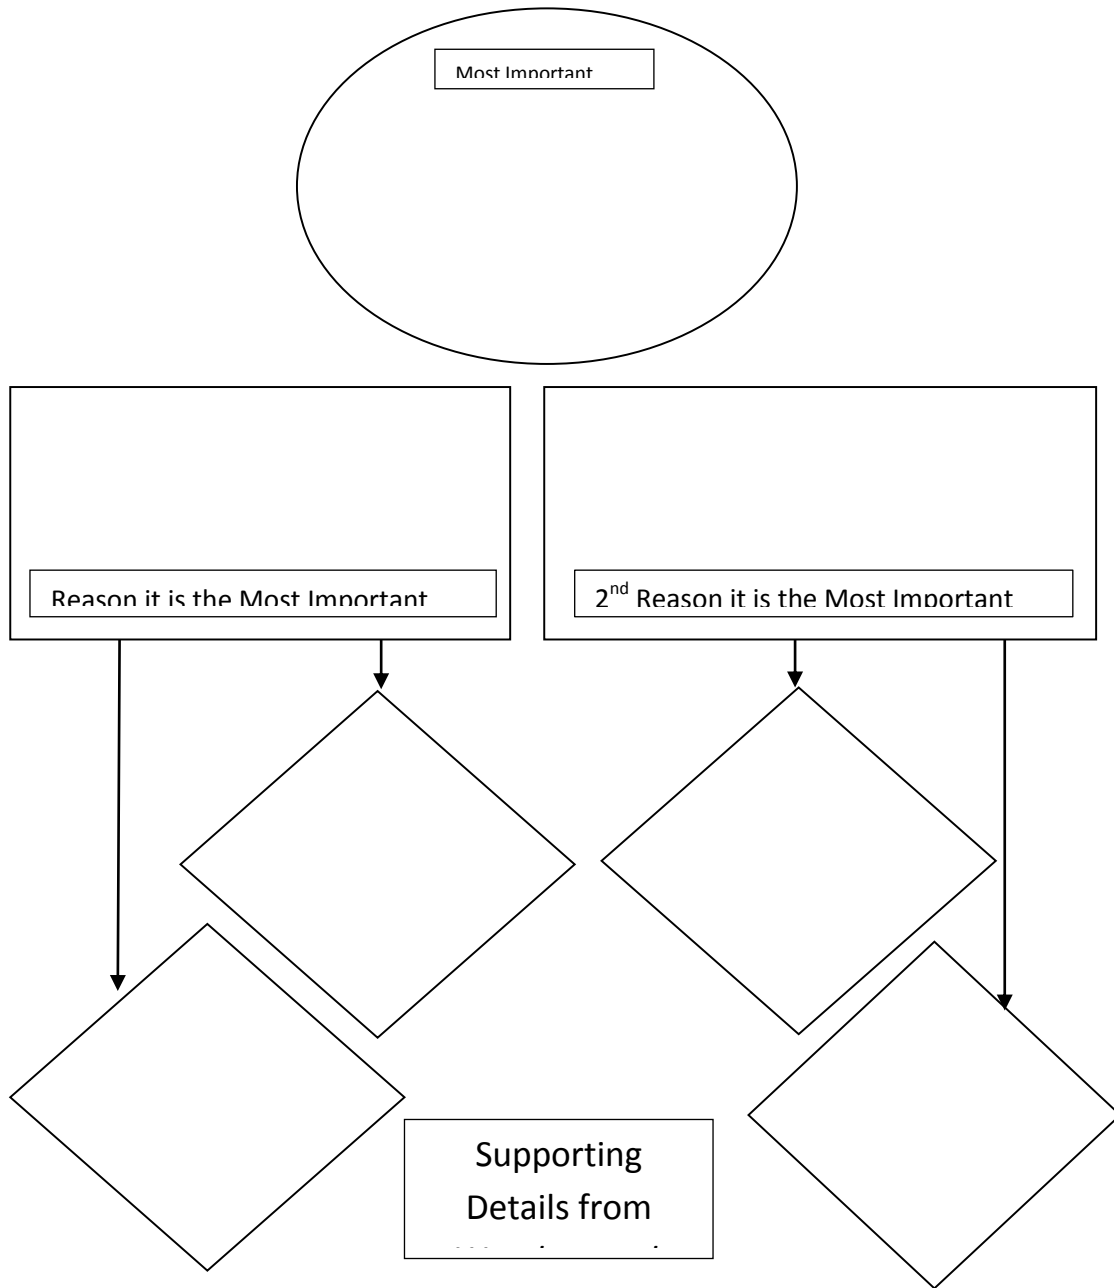 Most Important
Reason it is the Most Important
2nd Reason it is the Most Important
Supporting
Details from